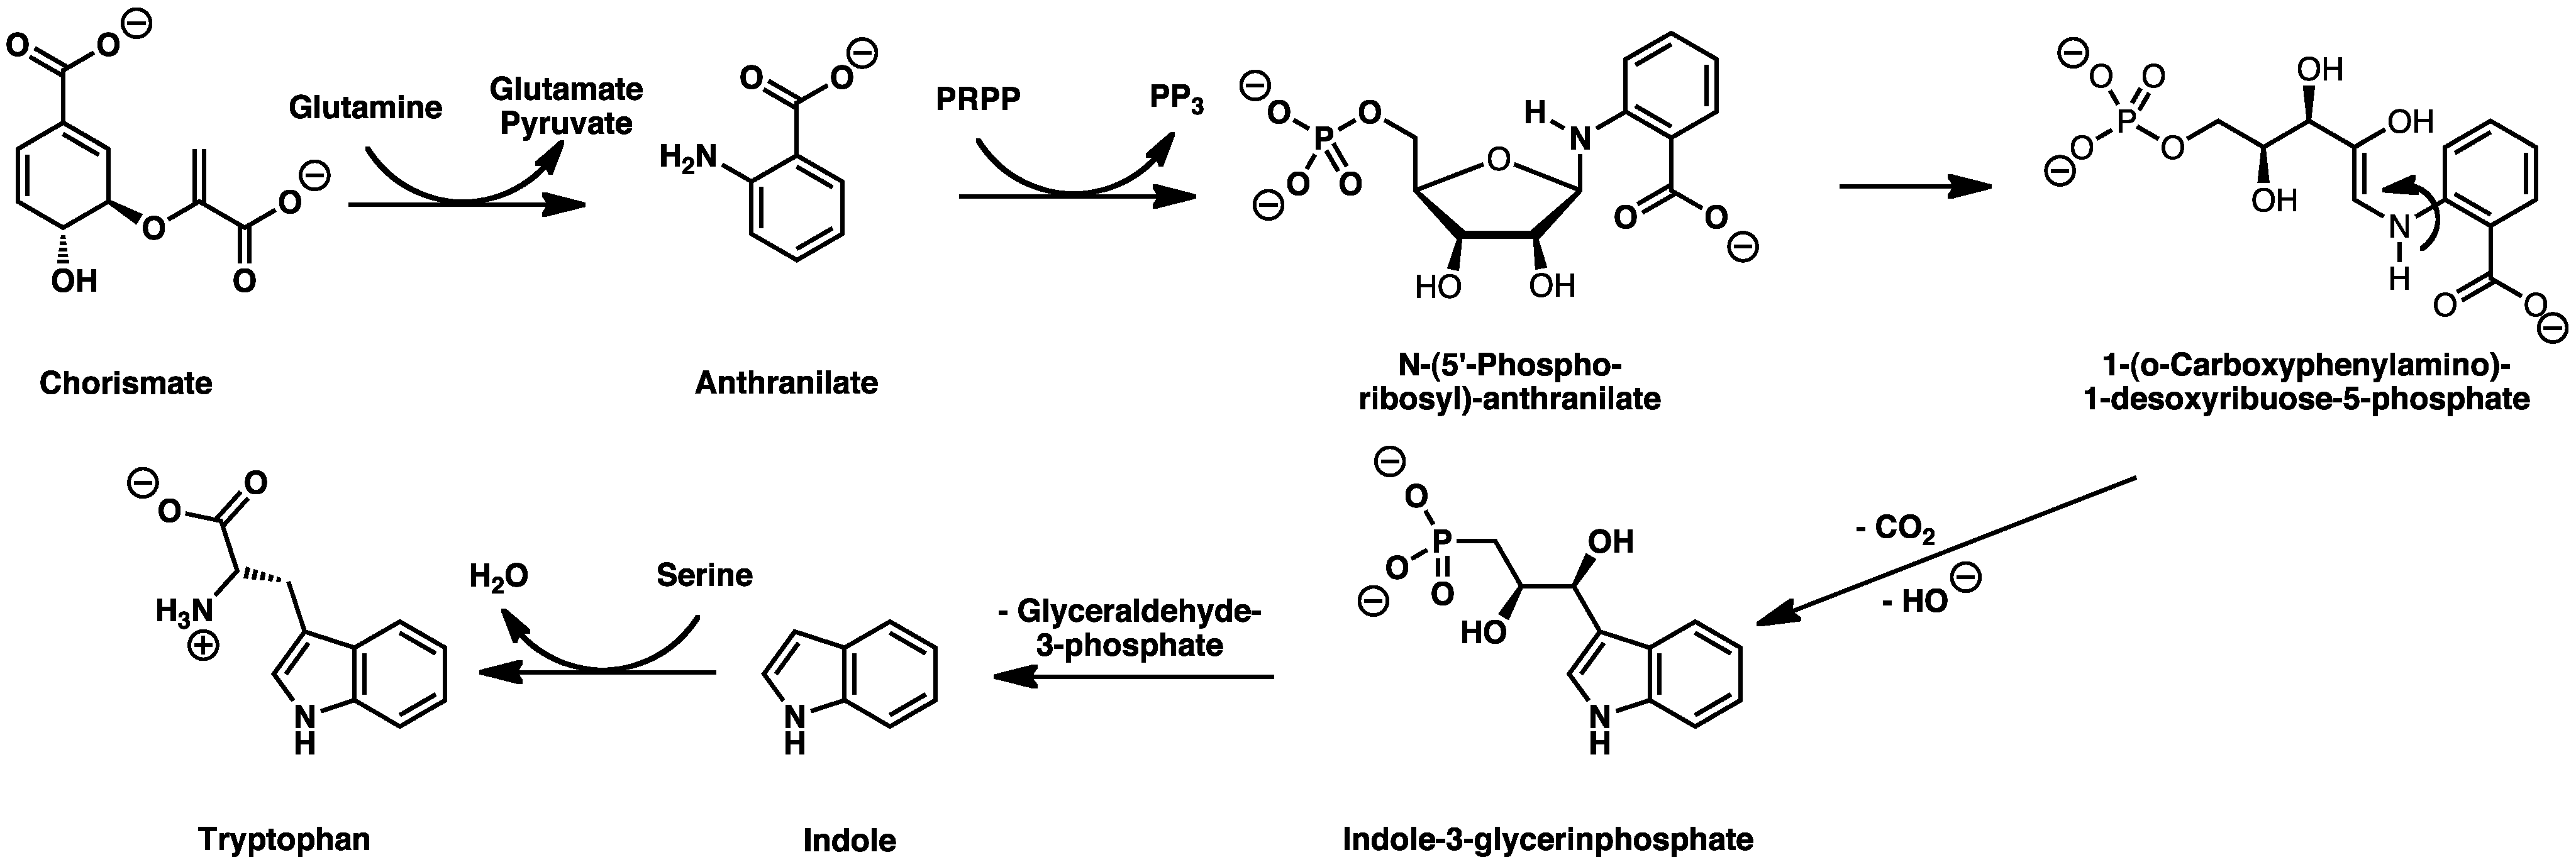 Chorismate
Glutamine
Glutamate
Pyruvate
Anthranilate
PRPP
PP3
N-(5'-Phospho-
ribosyl)-anthranilate
1-(o-Carboxyphenylamino)-
1-desoxyribuose-5-phosphate
- CO2
- HO⊖
Indole-3-glycerinphosphate
- Glyceraldehyde-
3-phosphate
Indole
Serine
H2O
Tryptophan
O
O
⊖
O
O
⊖
O
OH
H2N
O
O
⊖
⊖
O
P
O
O
O
⊖
O
H
N
HO
OH
O
O
⊖
⊖
O
O
P
O
O
⊖
OH
OH
OH
N
H
O
O
⊖
⊖
O
P
O
O
⊖
OH
HO
N
H
N
H
⊖
O
O
H3N
⊕
N
H